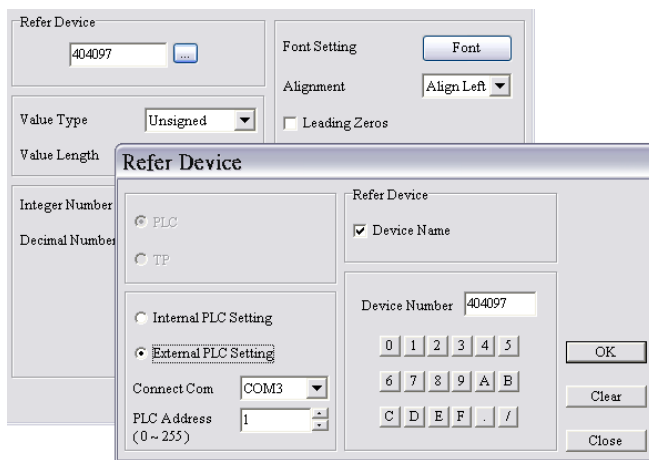 Refer Device
404097
...
Font Setting
Font
Alignment
Align Left
Leading Zeros
Value Type
Unsigned
Value Length
Integer Number
Decimal Number
Refer Device
PLC
TP
Refer Device
Device Name
Internal PLC Setting
External PLC Setting
Connect Com
COM3
PLC Address
(0~255)
1
Device Number
404097
0 1 2 3 4 5
6 7 8 9 A B
C D E F . /
OK
Clear
Close